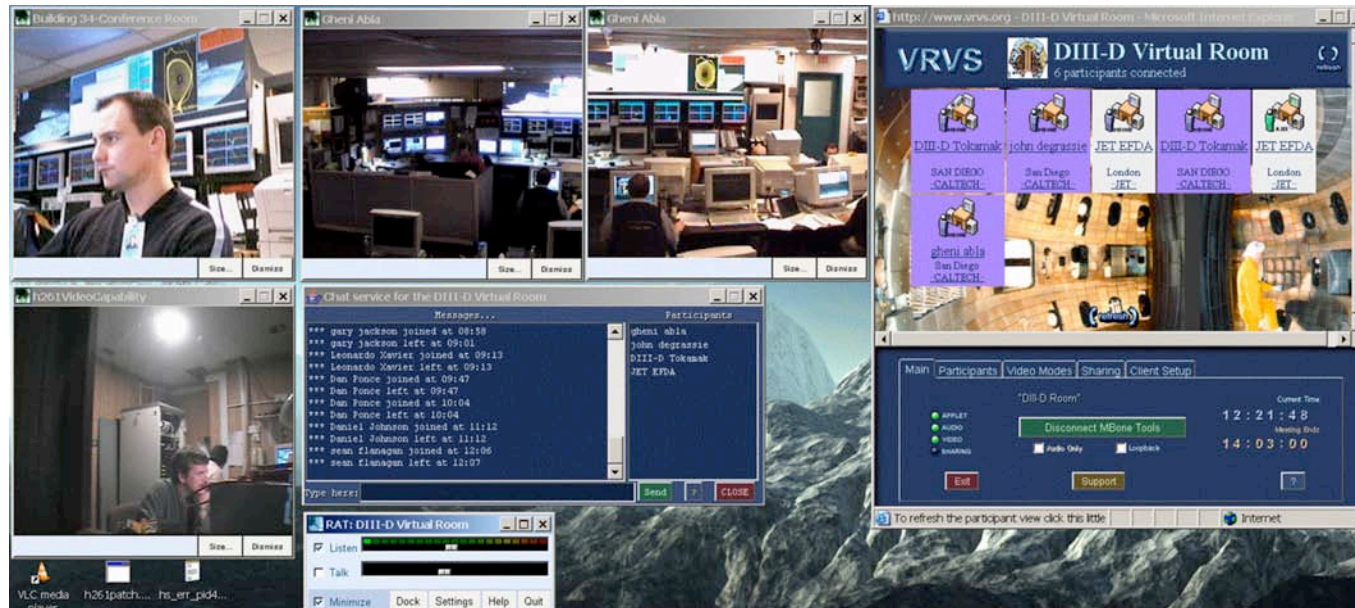 Building 34-Conference Room
Gheni Abla
Gheni Abla
http://www.vrvs.org - DIII-D Virtual Room - Microsoft Internet Explorer
VRVS
DIII-D Virtual Room
6 participants connected
refresh
DIII-D Tokamak
SAN DIEGO
-CALTECH-
john degrassie
San Diego
-CALTECH-
JET EFDA
London
-JET-
DIII-D Tokamak
SAN DIEGO
-CALTECH-
JET EFDA
London
-JET-
gheni abla
San Diego
-CALTECH-
refresh
Size... Dismiss
Size... Dismiss
Size... Dismiss
h261VideoCapability
Size... Dismiss
Chat service for the DIII-D Virtual Room
Messages...
*** gary jackson joined at 08:58
*** gary jackson left at 09:01
*** Leonardo Xavier joined at 09:13
*** Leonardo Xavier left at 09:13
*** Dan Ponce joined at 09:47
*** Dan Ponce left at 09:47
*** Dan Ponce joined at 10:04
*** Dan Ponce left at 10:04
*** Daniel Johnson joined at 11:12
*** Daniel Johnson left at 11:12
*** sean flanagan joined at 12:06
*** sean flanagan left at 12:07
Participants
gheni abla
john degrassie
DIII-D Tokamak
JET EFDA
Type here: Send ? CLOSE
Main Participants Video Modes Sharing Client Setup
"DIII-D Room"
APPLET
AUDIO
VIDEO
SHARING
Disconnect MBone Tools
Audio Only Loopback
Current Time
12:21:48
Meeting Ends
14:03:00
Exit Support ?
To refresh the participant view click this little
Internet
RAT: DIII-D Virtual Room
Listen
Talk
Minimize Dock Settings Help Quit
VLC media
player
h261patch....
hs_err_pid4...